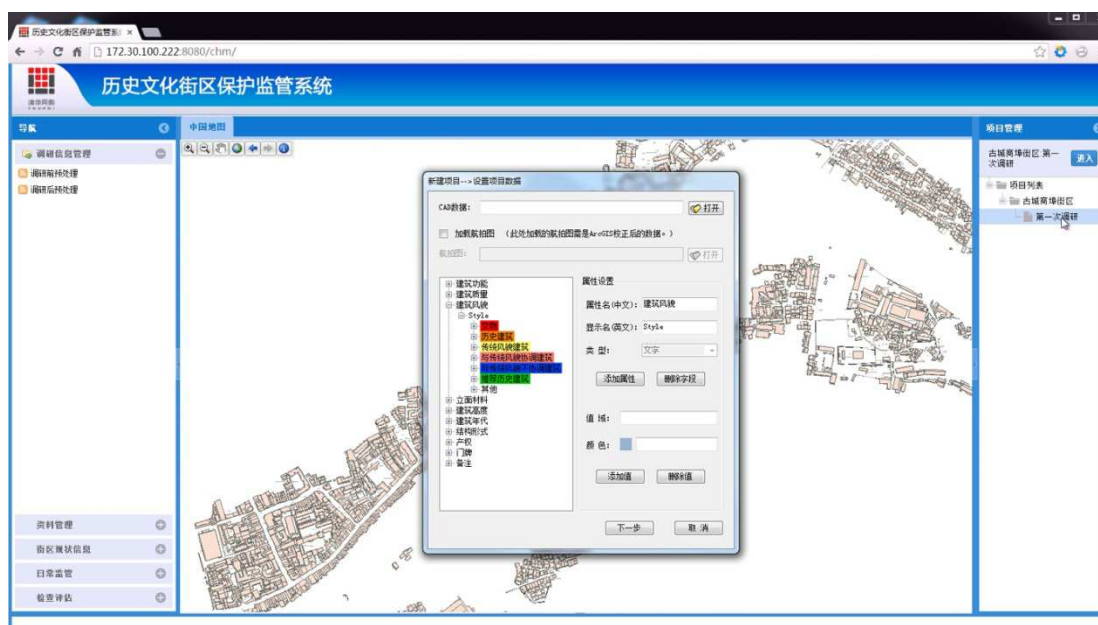 历史文化街区保护监管系
172.30.100.222:8080/chm/
历史文化街区保护监管系统
导航
中国地图
项目管理
调研信息管理
调研前预处理
调研后预处理
资料管理
街区现状信息
日常监管
检查评估
新建项目-->设置项目数据
CAD数据:
打开
加载航拍图 (此处加载的航拍图需是ArcGIS校正后的数据。)
航拍图:
打开
建筑功能
建筑质量
建筑风貌
Style
文物
历史建筑
传统风貌建筑
与传统风貌协调建筑
与传统风貌不协调建筑
推荐历史建筑
其他
立面材料
建筑高度
建筑年代
结构形式
产权
门牌
备注
属性设置
属性名(中文): 建筑风貌
显示名(英文): Style
类 型: 文字
添加属性 删除字段
值 域:
颜 色:
添加值 删除值
下一步 取 消
古城商埠街区 第一次调研
进入
项目列表
古城商埠街区
第一次调研